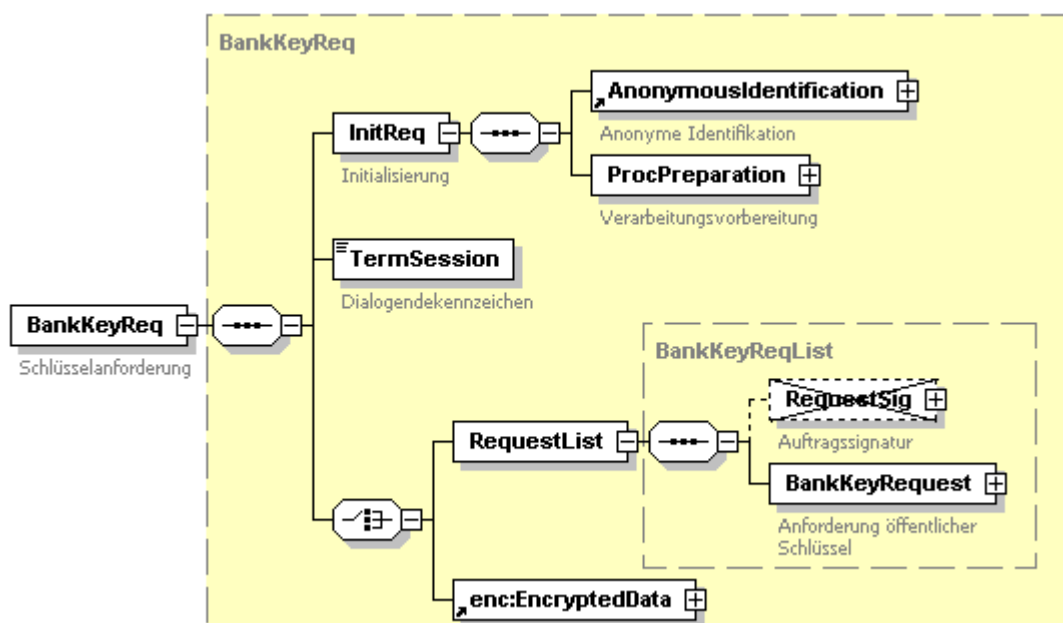 BankKeyReq
AnonymousIdentification
Anonyme Identifikation
InitReq
Initialisierung
ProcPreparation
Verarbeitungsvorbereitung
TermSession
Dialogendekennzeichen
BankKeyReq
Schlüsselanforderung
BankKeyReqList
RequestSig
Auftragssignatur
RequestList
BankKeyRequest
Anforderung öffentlicher
Schlüssel
enc:EncryptedData